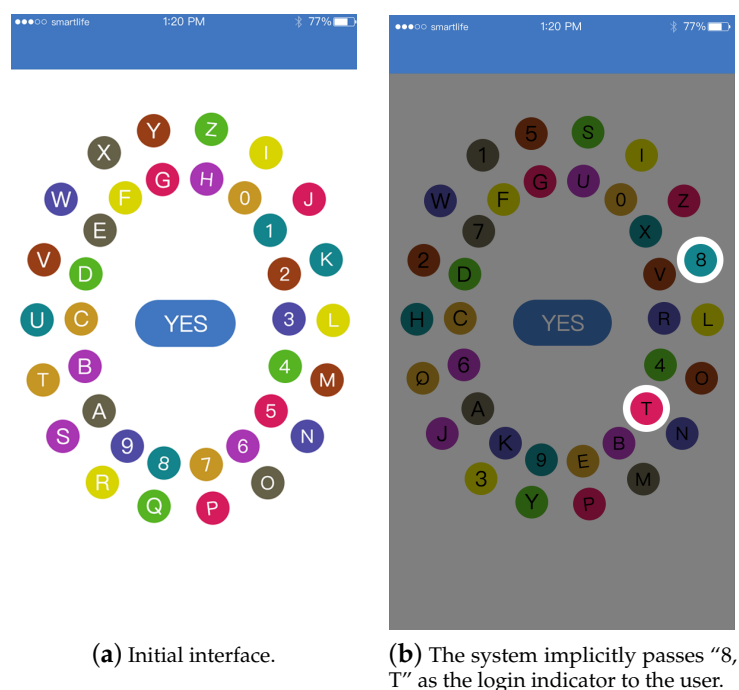 smartlife 1:20 PM 77%
Y Z
X I
G H
F 0
W J
E 1
V K
D 2
U C YES 3 L
B 4
T M
A 5
S N
9 6
8 7
R O
Q P
(a) Initial interface.
smartlife 1:20 PM 77%
5 S
1 I
G U
F 0
W Z
7 X
2 8
D V
H C YES R L
6 4
Q O
A T
J N
K B
9 E
3 M
Y P
(b) The system implicitly passes “8,
T” as the login indicator to the user.